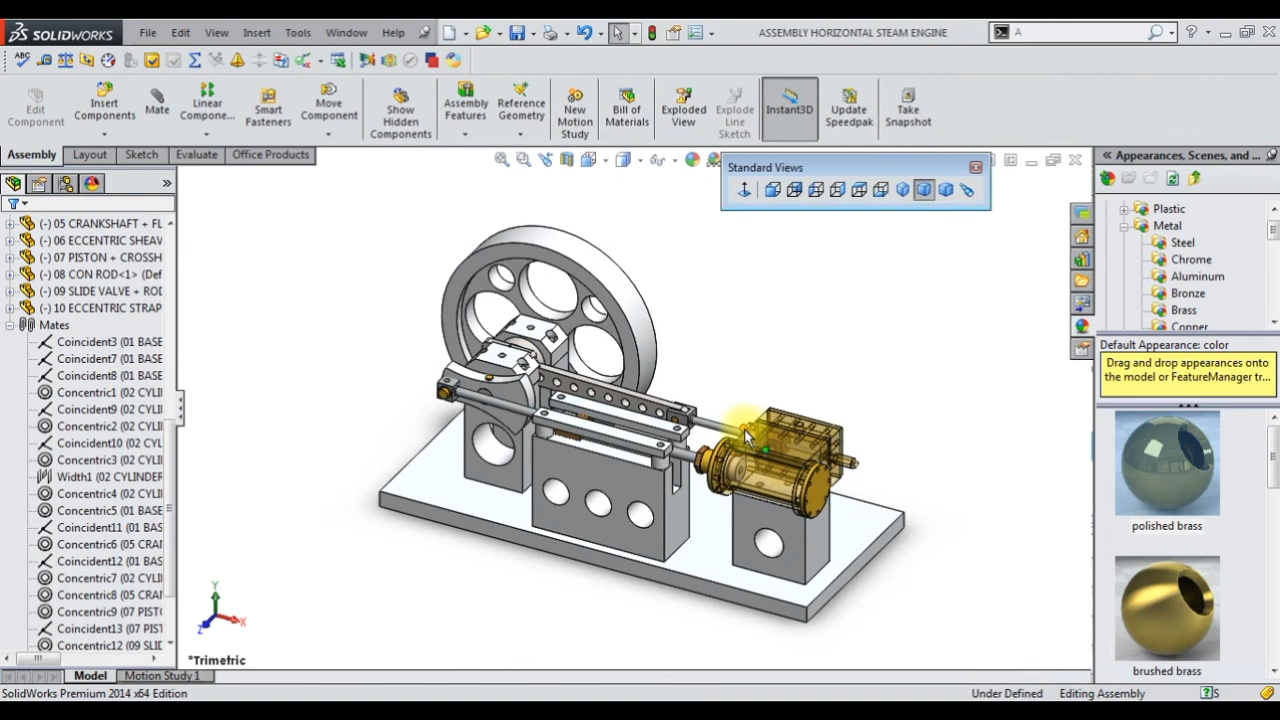 SOLIDWORKS
File Edit View Insert Tools Window Help
ASSEMBLY HORIZONTAL STEAM ENGINE
A
Edit Component
Insert Components
Mate
Linear Compone...
Smart Fasteners
Move Component
Show Hidden Components
Assembly Features
Reference Geometry
New Motion Study
Bill of Materials
Exploded View
Explode Line Sketch
Instant3D
Update Speedpak
Take Snapshot
Assembly Layout Sketch Evaluate Office Products
Standard Views
(-) 05 CRANKSHAFT + FL
(-) 06 ECCENTRIC SHEAV
(-) 07 PISTON + CROSSH
(-) 08 CON ROD<1> (Def
(-) 09 SLIDE VALVE + ROD
(-) 10 ECCENTRIC STRAP
Mates
Coincident3 (01 BASE
Coincident7 (01 BASE
Coincident8 (01 BASE
Concentric1 (02 CYLIN
Coincident9 (02 CYLIN
Concentric2 (02 CYLIN
Coincident10 (02 CYLI
Concentric3 (02 CYLIN
Width1 (02 CYLINDER
Concentric4 (02 CYLIN
Concentric5 (02 CYLIN
Coincident11 (01 BAS
Concentric6 (05 CRAN
Coincident12 (01 BAS
Concentric7 (02 CYLIN
Concentric8 (05 CRAN
Concentric9 (07 PIST
Coincident13 (07 PIST
Concentric12 (09 SLID
Y
X
Z
*Trimetric
Appearances, Scenes, and ...
Plastic
Metal
Steel
Chrome
Aluminum
Bronze
Brass
Copper
Default Appearance: color
Drag and drop appearances onto
the model or FeatureManager tr...
polished brass
brushed brass
Model Motion Study 1
SolidWorks Premium 2014 x64 Edition
Under Defined
Editing Assembly